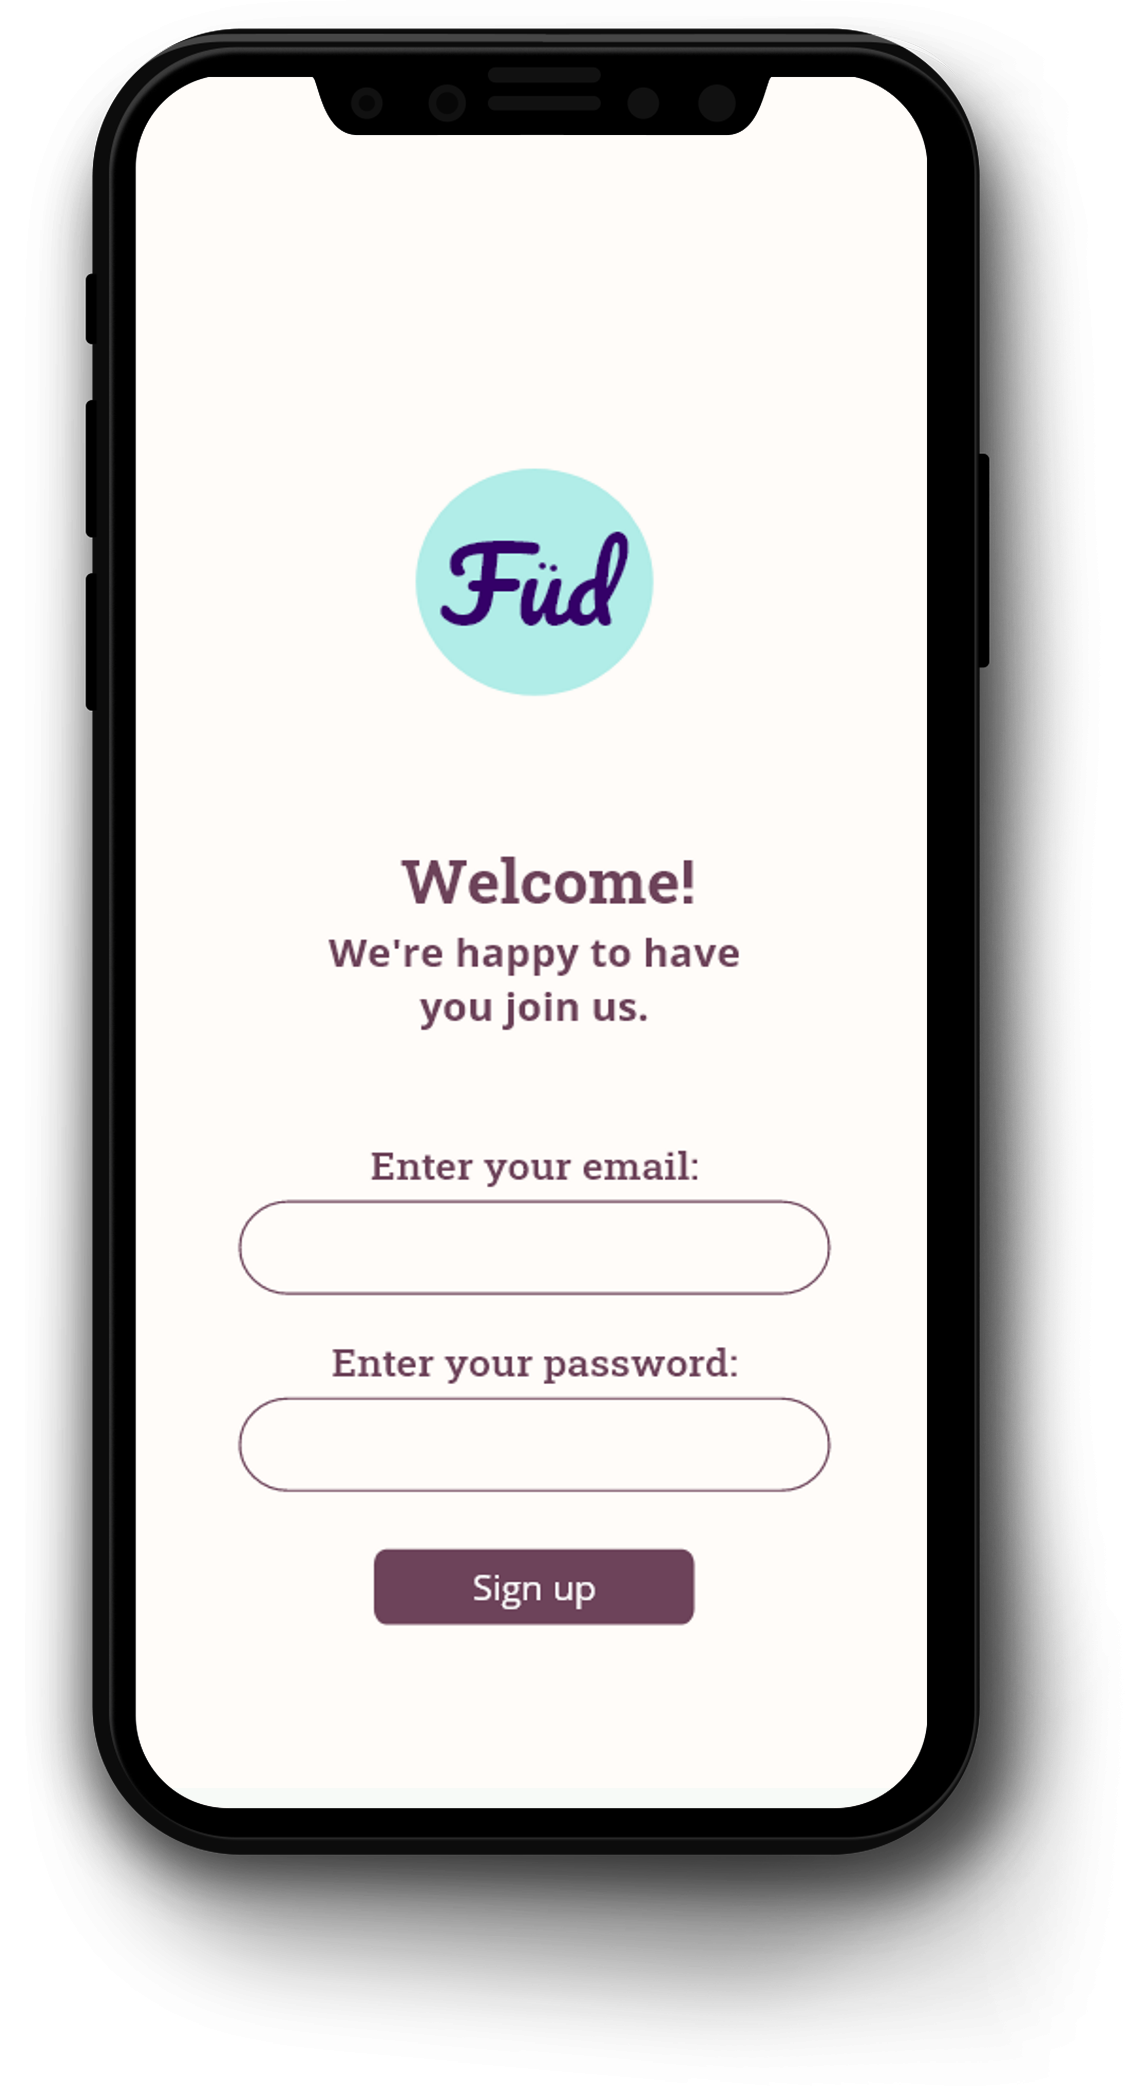 Füd
Welcome!
We're happy to have
you join us.
Enter your email:
Enter your password:
Sign up